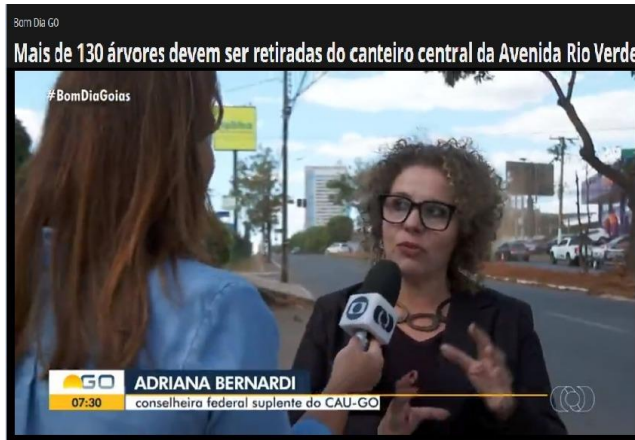 Bom Dia GO
Mais de 130 árvores devem ser retiradas do canteiro central da Avenida Rio Verde
#BomDiaGoias
GO
ADRIANA BERNARDI
07:30
conselheira federal suplente do CAU-GO